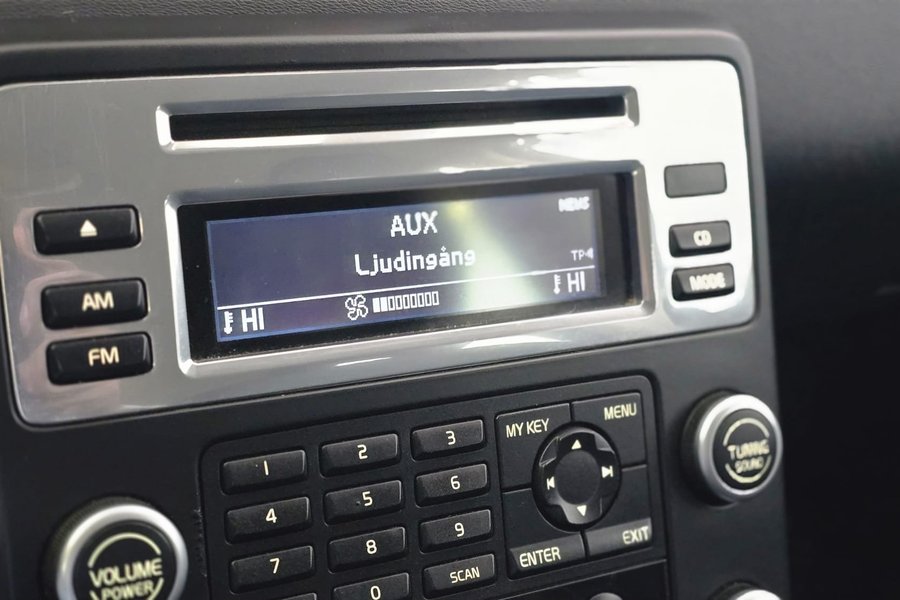 AUX
NEWS
Ljudingång
TP
HI
HI
CD
MODE
AM
FM
1
2
3
4
5
6
7
8
9
0
SCAN
MY KEY
MENU
ENTER
EXIT
TUNING
SOUND
VOLUME
POWER